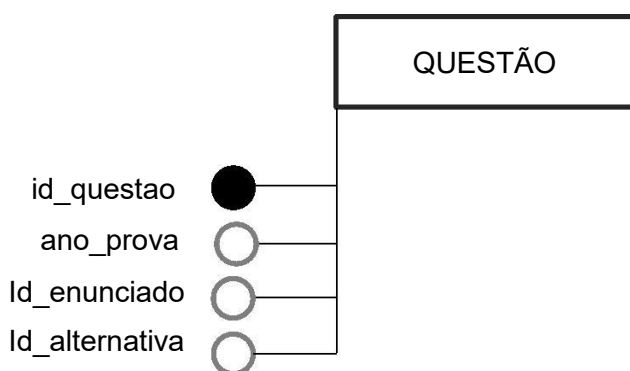 QUESTÃO
id_questao
ano_prova
Id_enunciado
Id_alternativa